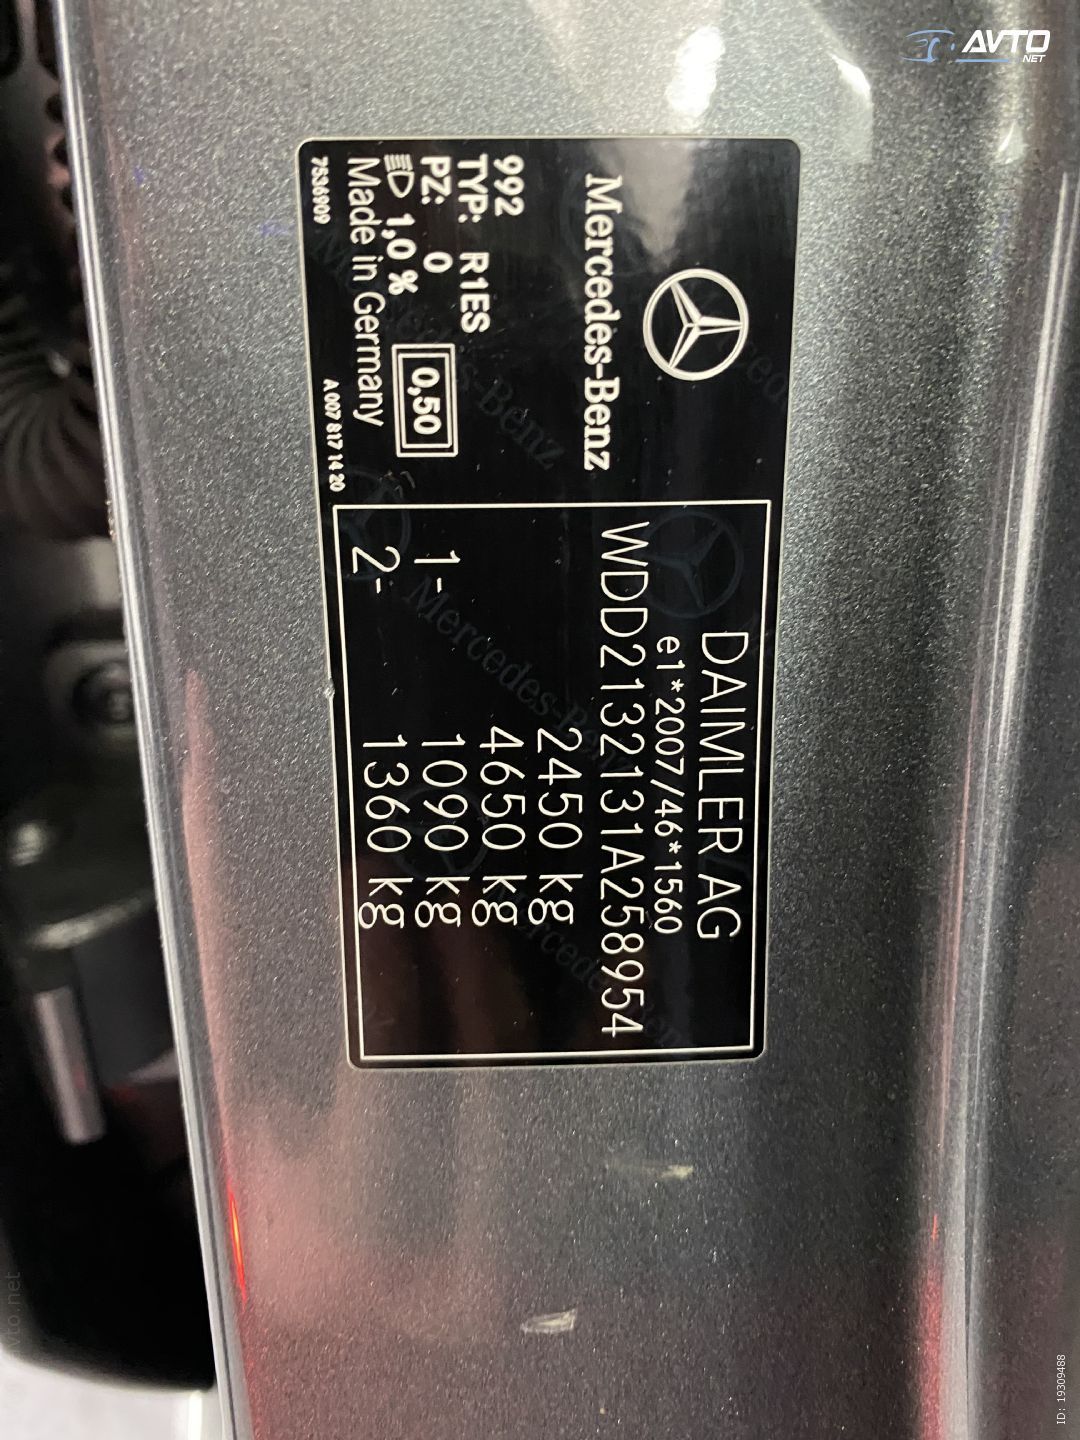 AVTO
NET
Mercedes-Benz
992
TYP: R1ES
PZ: 0
1,0 %
0,50
Made in Germany
7536909
A 007 817 14 20
DAIMLER AG
e1*2007/46*1560
WDD2132131A258954
2450 kg
4650 kg
1- 1090 kg
2- 1360 kg
ID: 19309488